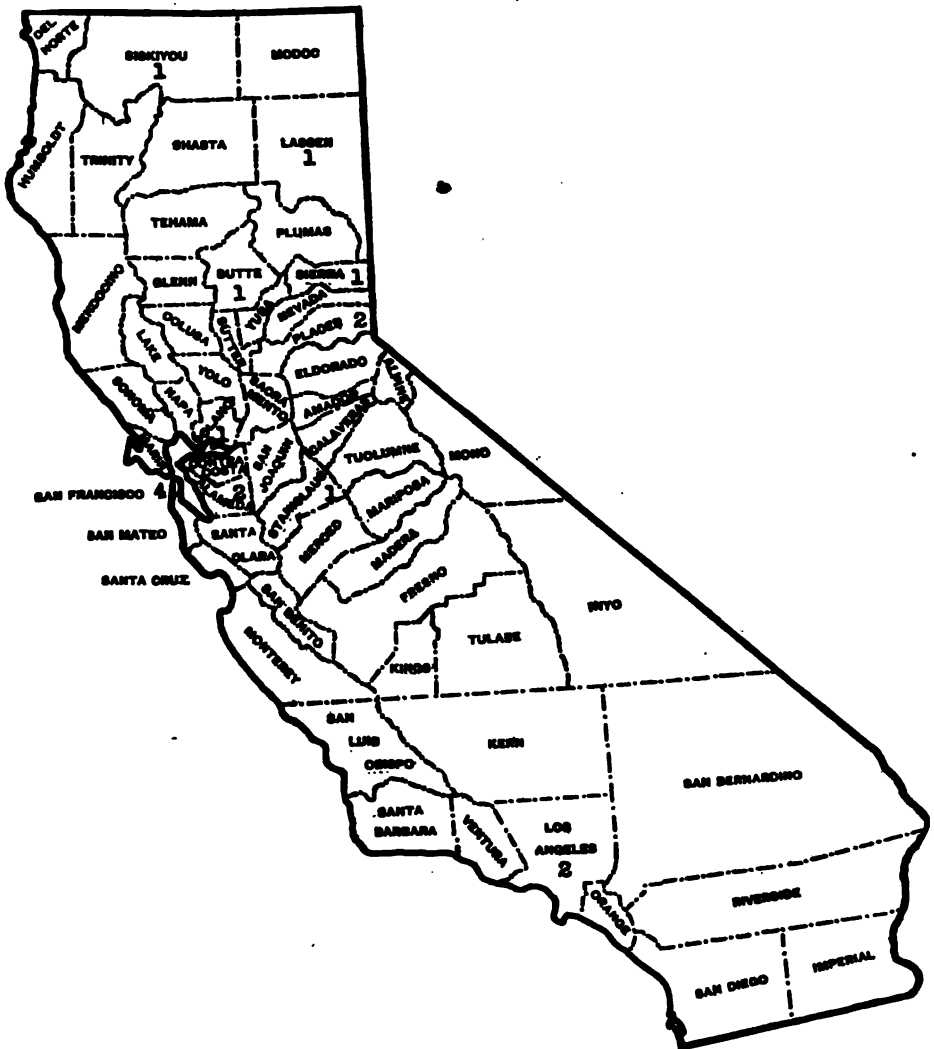 DEL
NORTE
SISKIYOU
1
MODOC
HUMBOLDT
TRINITY
SHASTA
LASSEN
1
TEHAMA
PLUMAS
MENDOCINO
GLENN
BUTTE
1
SIERRA 1
YUBA
NEVADA
PLACER 2
COLUSA
SUTTER
LAKE
ELDORADO
ALPINE
YOLO
SACRA
MENTO
SONOMA
NAPA
AMADOR
CALAVERAS
SAN
JOAQUIN
TUOLUMNE
MONO
COSTA
ALAMEDA
2
STANISLAUS
1
MARIPOSA
SAN FRANCISCO 4
SAN MATEO
SANTA
CLARA
MERCED
MADERA
SANTA CRUZ
FRESNO
SAN BENITO
INYO
MONTEREY
KINGS
TULARE
SAN
LUIS
OBISPO
KERN
SAN BERNARDINO
SANTA
BARBARA
VENTURA
LOS
ANGELES
2
ORANGE
RIVERSIDE
SAN DIEGO
IMPERIAL